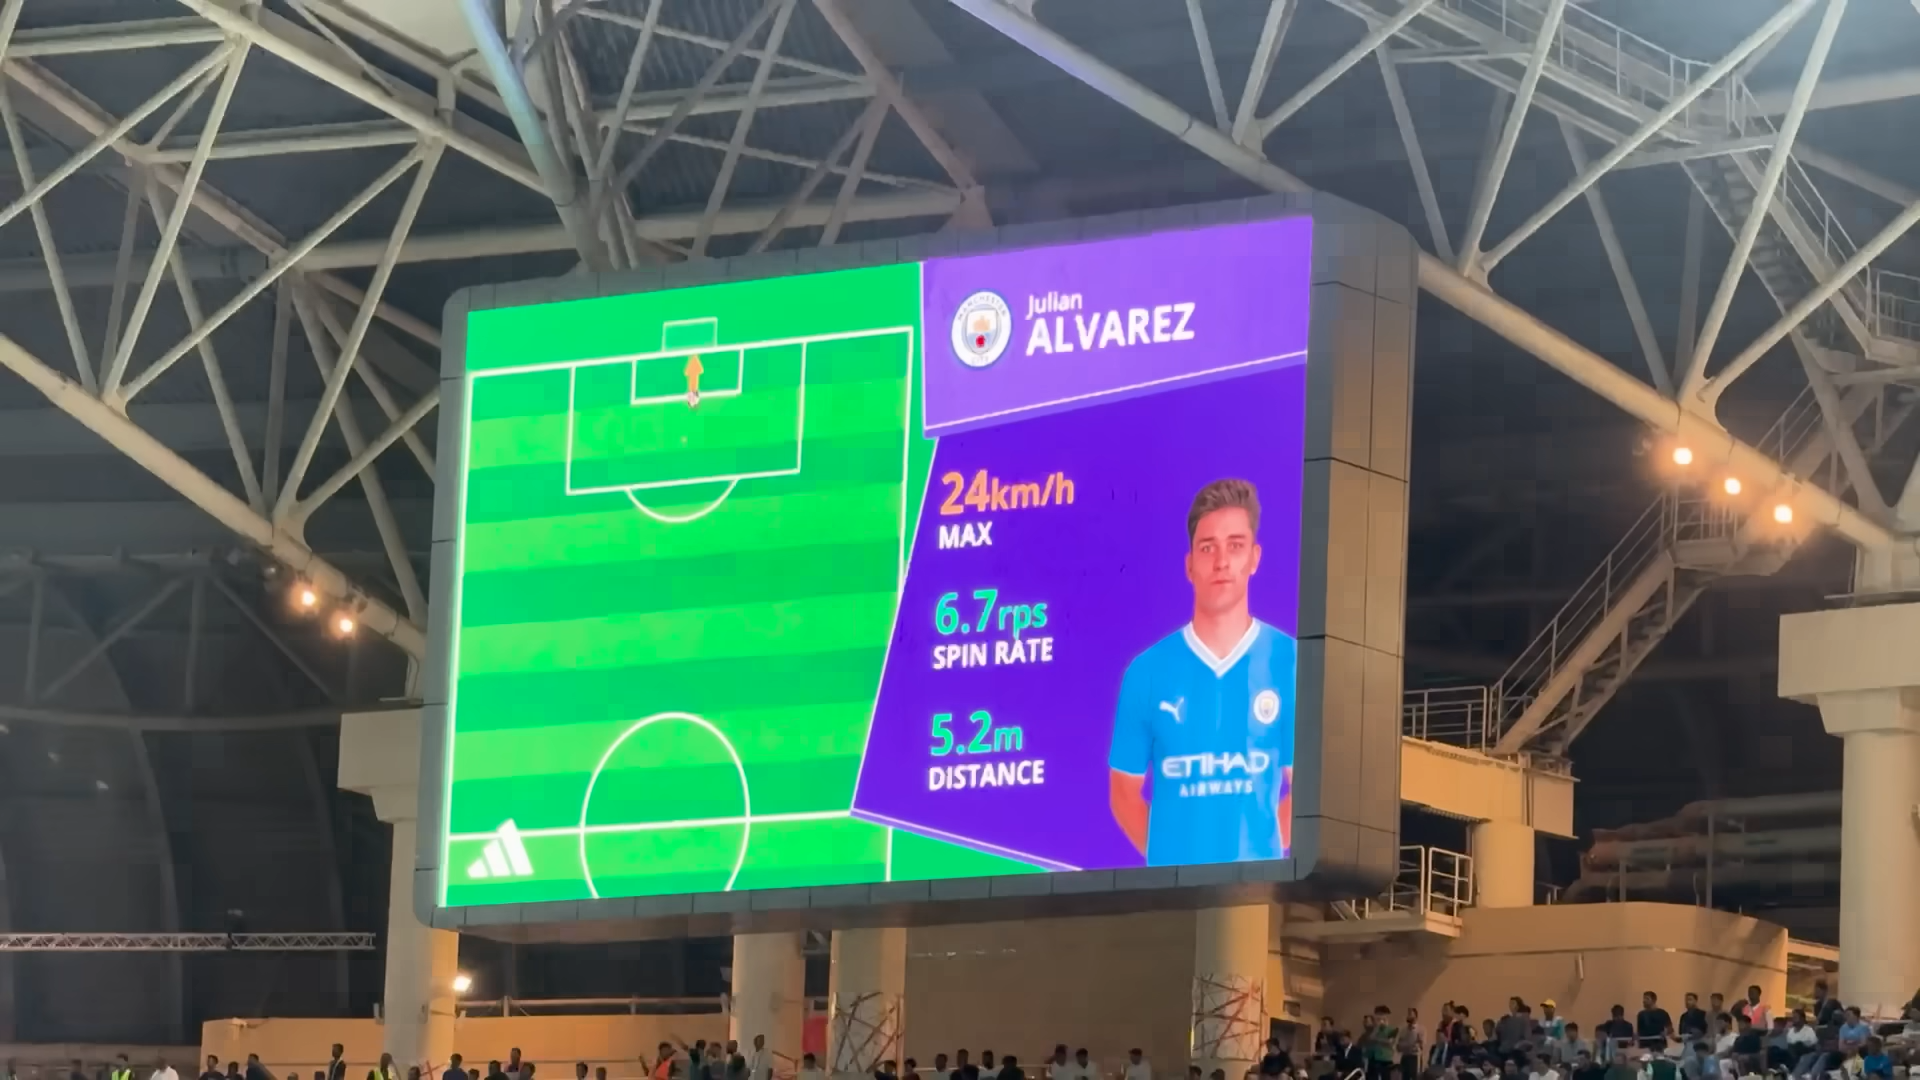 Julian
ALVAREZ
24km/h
MAX
6.7rps
SPIN RATE
5.2m
DISTANCE
ETIHAD
AIRWAYS